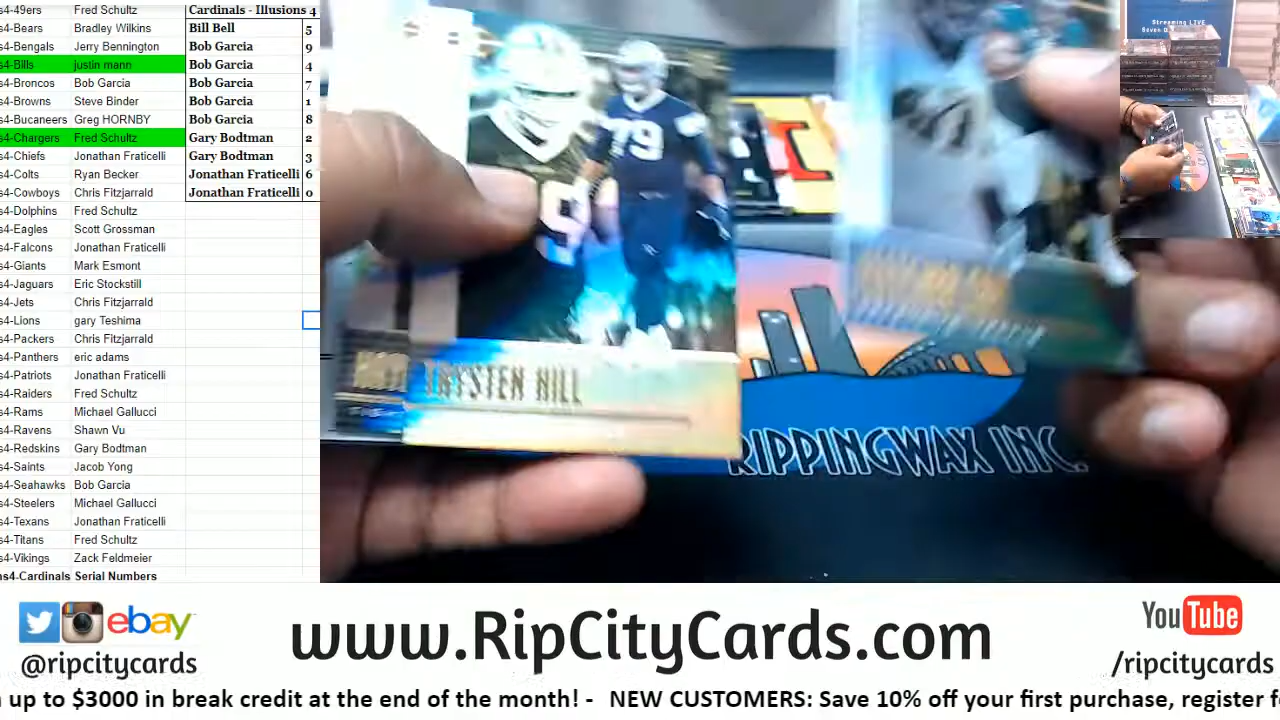 s4-49ers Fred Schultz Cardinals - Illusions 4
s4-Bears Bradley Wilkins Bill Bell 5
s4-Bengals Jerry Bennington Bob Garcia 9
s4-Bills justin mann Bob Garcia 4
s4-Broncos Bob Garcia Bob Garcia 7
s4-Browns Steve Binder Bob Garcia 1
s4-Bucaneers Greg HORNBY Bob Garcia 8
s4-Chargers Fred Schultz Gary Bodtman 2
s4-Chiefs Jonathan Fraticelli Gary Bodtman 3
s4-Colts Ryan Becker Jonathan Fraticelli 6
s4-Cowboys Chris Fitzjarrald Jonathan Fraticelli 0
s4-Dolphins Fred Schultz
s4-Eagles Scott Grossman
s4-Falcons Jonathan Fraticelli
s4-Giants Mark Esmont
s4-Jaguars Eric Stockstill
s4-Jets Chris Fitzjarrald
s4-Lions gary Teshima
s4-Packers Chris Fitzjarrald
s4-Panthers eric adams
s4-Patriots Jonathan Fraticelli
s4-Raiders Fred Schultz
s4-Rams Michael Gallucci
s4-Ravens Shawn Vu
s4-Redskins Gary Bodtman
s4-Saints Jacob Yong
s4-Seahawks Bob Garcia
s4-Steelers Michael Gallucci
s4-Texans Jonathan Fraticelli
s4-Titans Fred Schultz
s4-Vikings Zack Feldmeier
ns4-Cardinals Serial Numbers
79
TRYSTEN HILL
RIPPINGWAX INC.
Streaming LIVE
ebay
@ripcitycards
www.RipCityCards.com
YouTube
/ripcitycards
up to $3000 in break credit at the end of the month! - NEW CUSTOMERS: Save 10% off your first purchase, register f